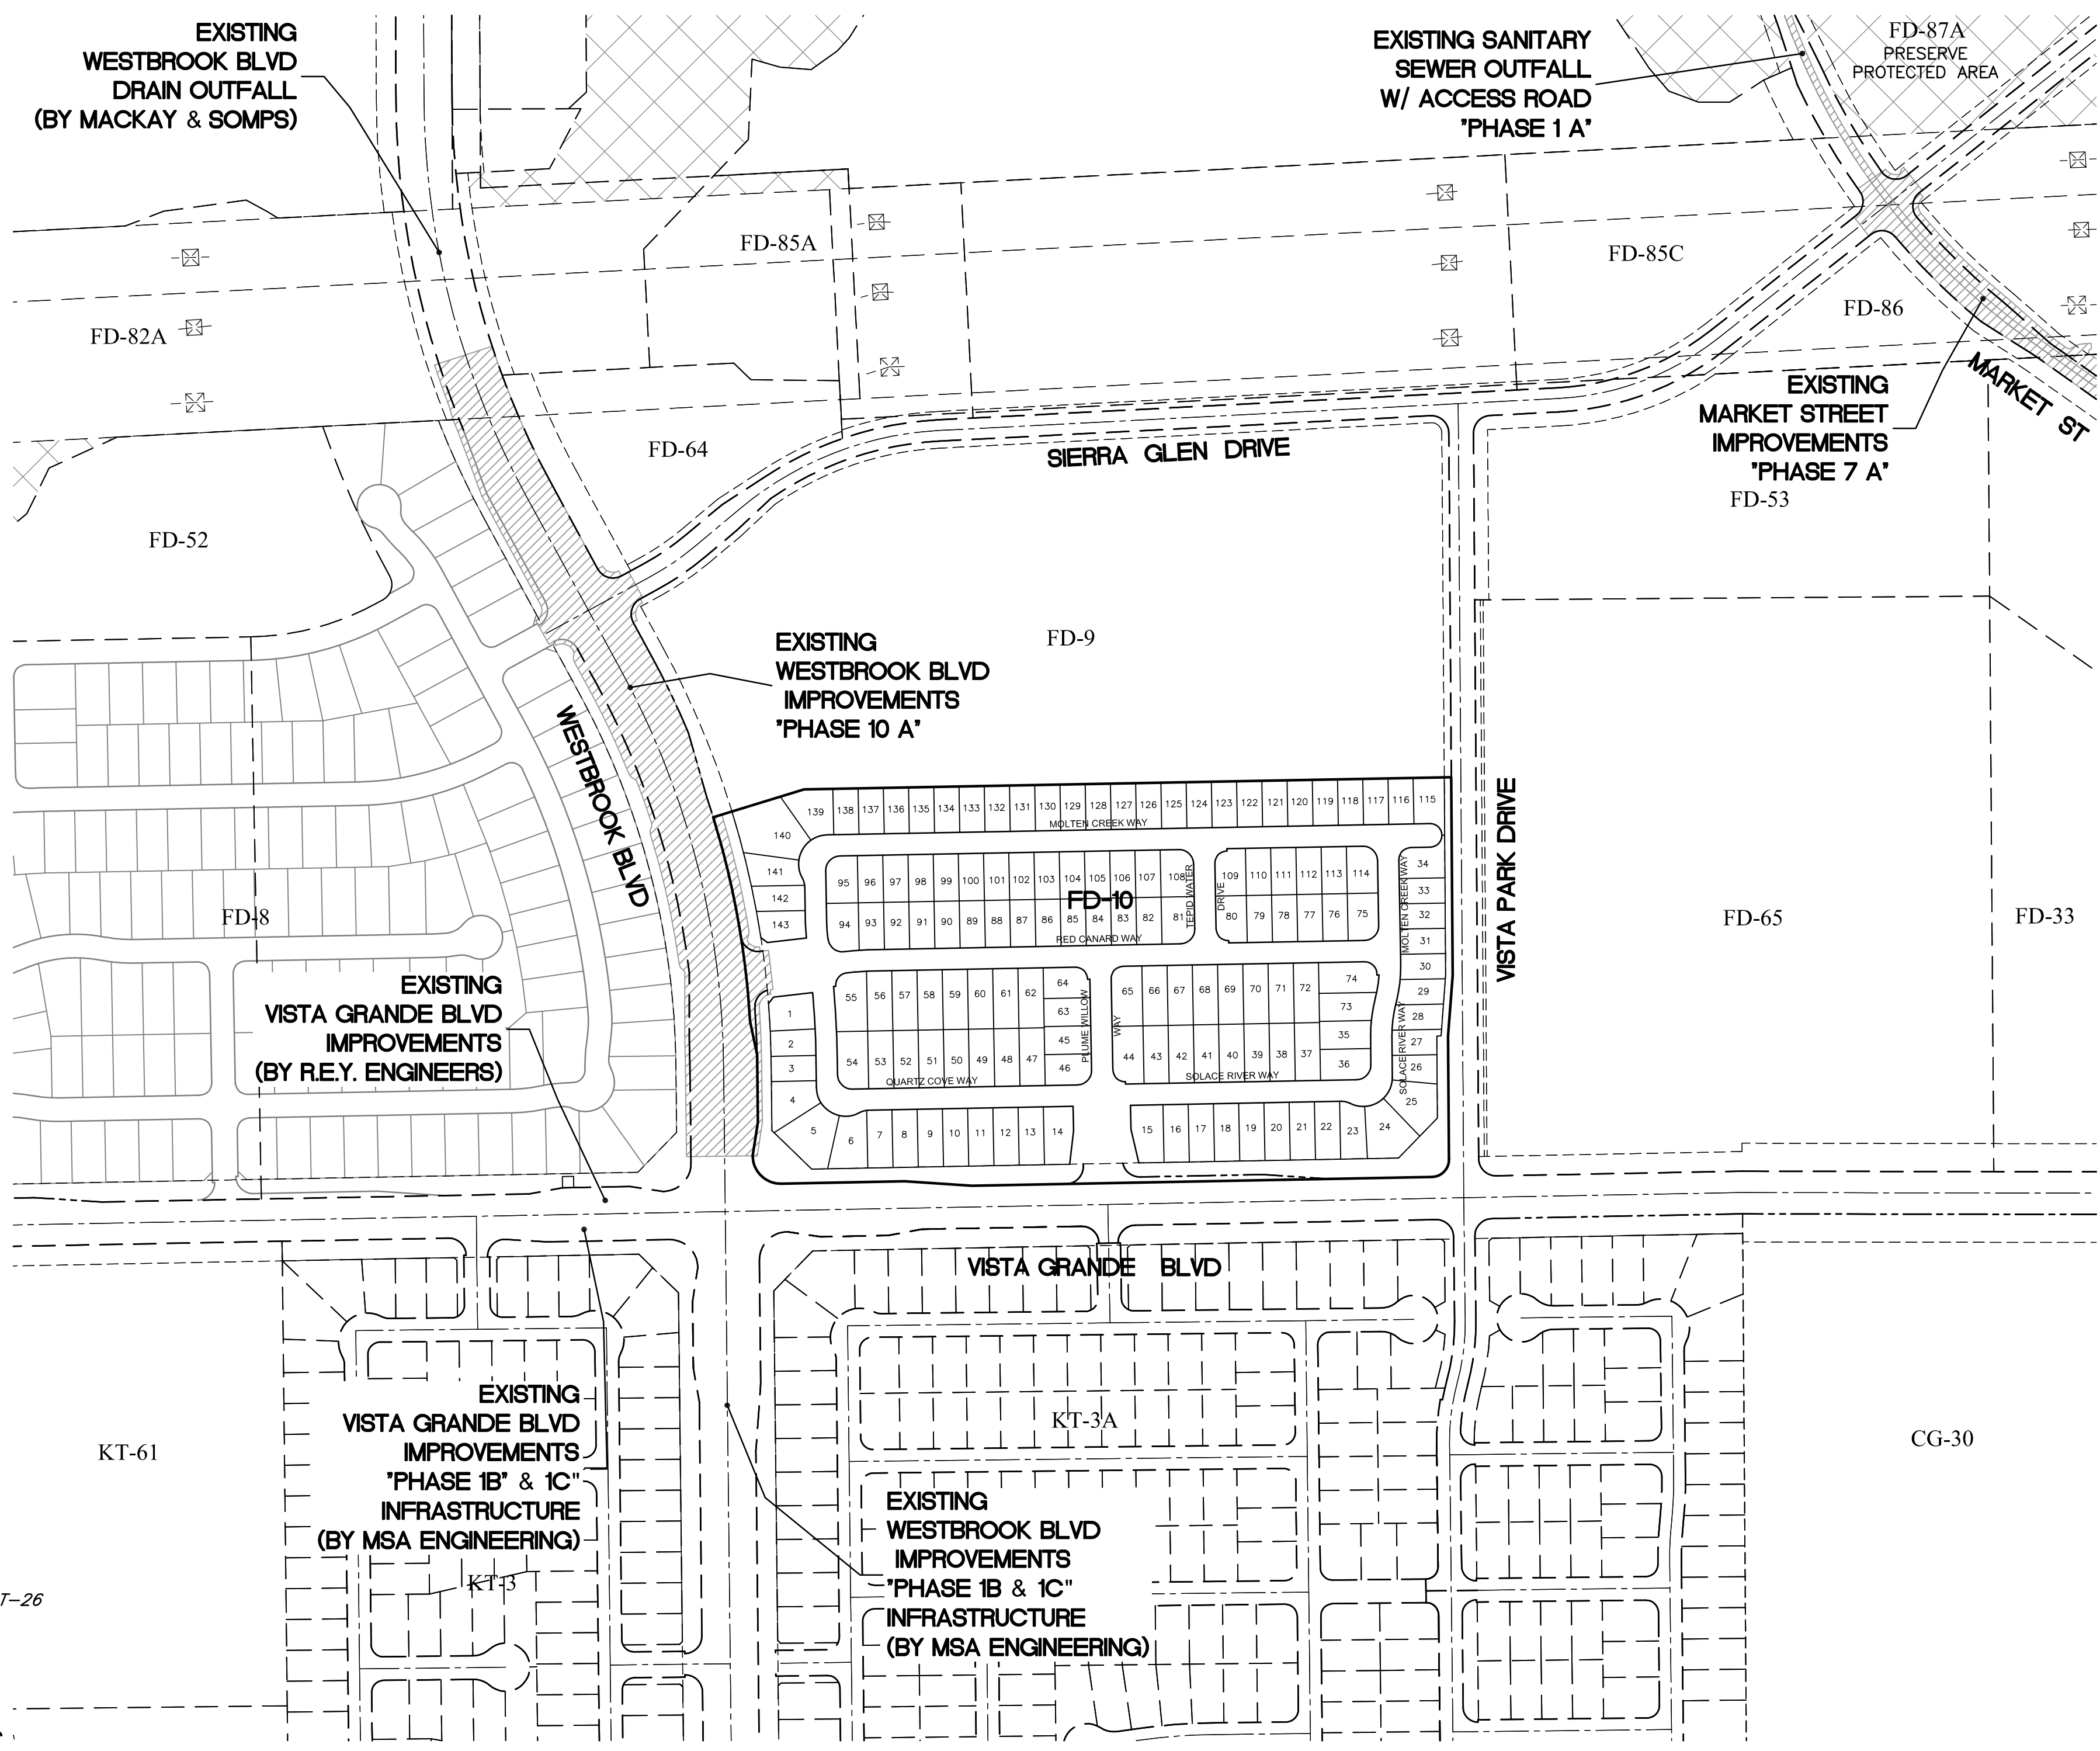 EXISTING
WESTBROOK BLVD
DRAIN OUTFALL
(BY MACKAY & SOMPS)
EXISTING SANITARY
SEWER OUTFALL
W/ ACCESS ROAD
"PHASE 1 A"
FD-87A
PRESERVE
PROTECTED AREA
FD-85A
FD-85C
FD-82A
FD-86
FD-64
SIERRA GLEN DRIVE
EXISTING
MARKET STREET
IMPROVEMENTS
"PHASE 7 A"
MARKET ST
FD-53
FD-52
FD-9
EXISTING
WESTBROOK BLVD
IMPROVEMENTS
"PHASE 10 A"
WESTBROOK BLVD
VISTA PARK DRIVE
139 138 137 136 135 134 133 132 131 130 129 128 127 126 125 124 123 122 121 120 119 118 117 116 115
MOLTEN CREEK WAY
140
141
142
143
95 96 97 98 99 100 101 102 103 104 105 106 107 108
109 110 111 112 113 114
FD-10
94 93 92 91 90 89 88 87 86 85 84 83 82 81
80 79 78 77 76 75
TEPID WATER
DRIVE
RED CANARD WAY
MOLTEN CREEK WAY
34
33
32
31
30
29
28
27
26
25
SOLACE RIVER WAY
55 56 57 58 59 60 61 62 64
63
45
46
54 53 52 51 50 49 48 47
QUARTZ COVE WAY
PLUME WILLOW
WAY
65 66 67 68 69 70 71 72 74
73
35
36
44 43 42 41 40 39 38 37
SOLACE RIVER WAY
1
2
3
4
5 6 7 8 9 10 11 12 13 14
15 16 17 18 19 20 21 22 23 24
FD-8
FD-65
FD-33
EXISTING
VISTA GRANDE BLVD
IMPROVEMENTS
(BY R.E.Y. ENGINEERS)
VISTA GRANDE BLVD
EXISTING
VISTA GRANDE BLVD
IMPROVEMENTS
"PHASE 1B" & 1C"
INFRASTRUCTURE
(BY MSA ENGINEERING)
EXISTING
WESTBROOK BLVD
IMPROVEMENTS
"PHASE 1B & 1C"
INFRASTRUCTURE
(BY MSA ENGINEERING)
KT-61
KT-3A
CG-30
KT-3
T-26